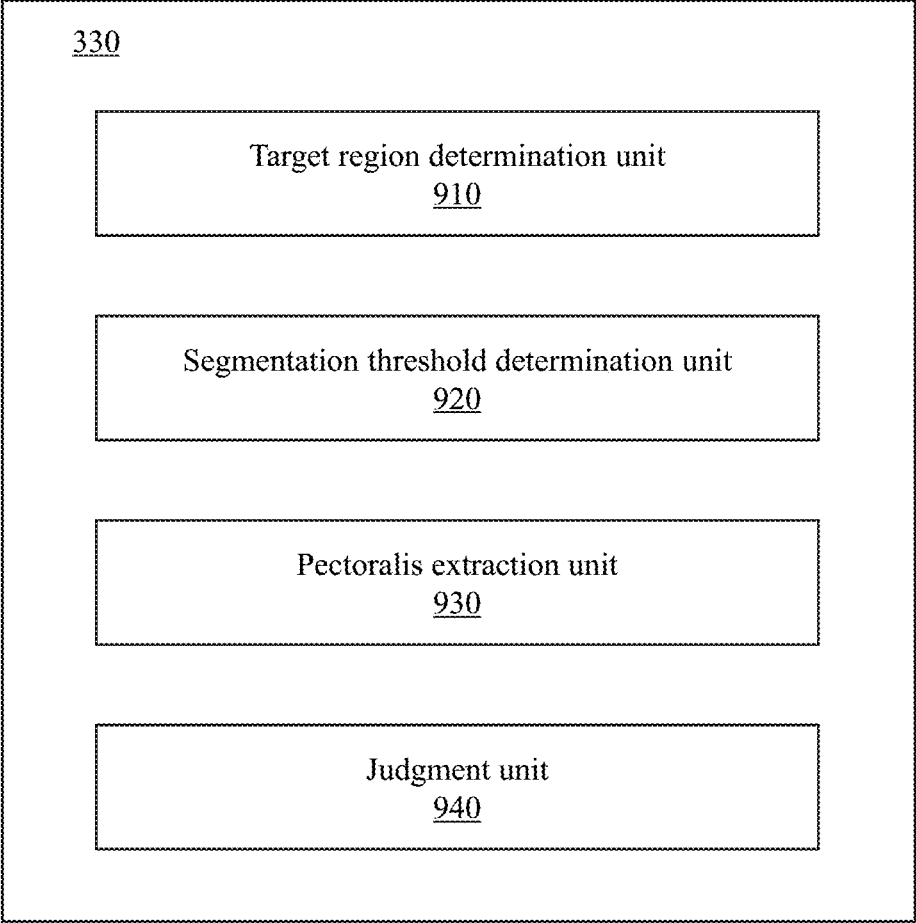 330
Target region determination unit
910
Segmentation threshold determination unit
920
Pectoralis extraction unit
930
Judgment unit
940